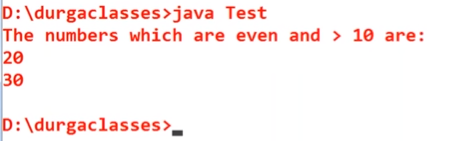 D:\durgaclasses>java Test
The numbers which are even and > 10 are:
20
30
D:\durgaclasses>